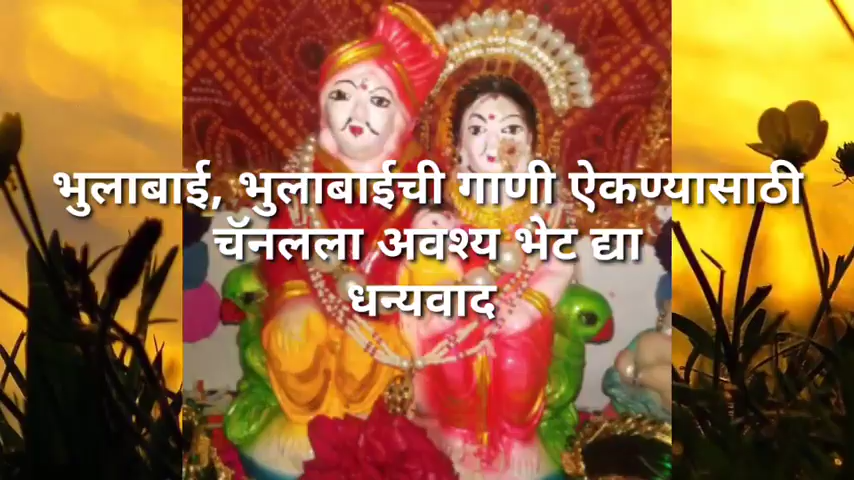 भुलाबाई, भुलाबाईची गाणी ऐकण्यासाठी
चॅनलला अवश्य भेट द्या
धन्यवाद